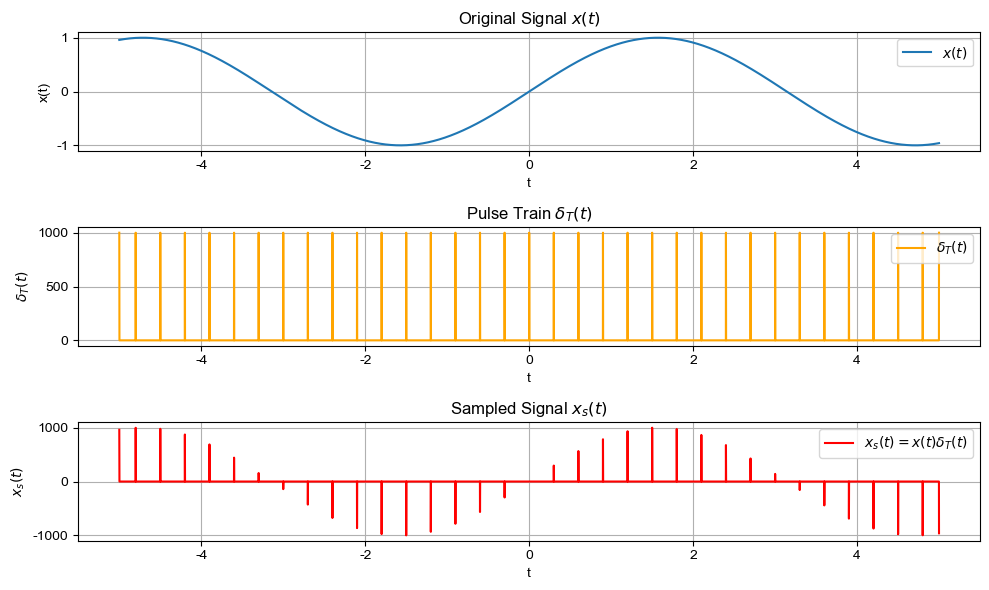 Original Signal x(t)
x(t)
1
0
-1
x(t)
-4
-2
0
2
4
t
Pulse Train δ_T(t)
δ_T(t)
1000
500
0
δ_T(t)
-4
-2
0
2
4
t
Sampled Signal x_s(t)
x_s(t) = x(t)δ_T(t)
1000
0
-1000
x_s(t)
-4
-2
0
2
4
t